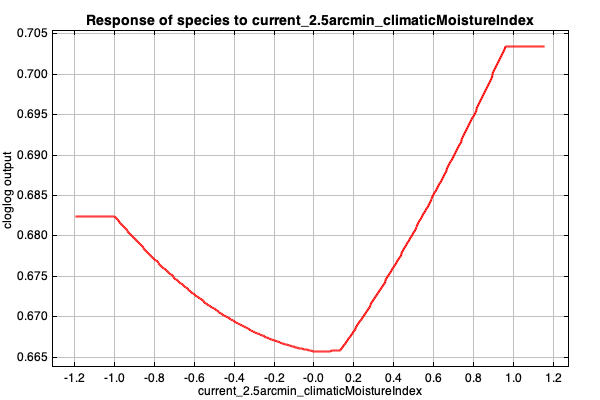 Response of species to current_2.5arcmin_climaticMoistureIndex
0.705
0.700
0.695
0.690
0.685
0.680
0.675
0.670
0.665
cloglog output
-1.2 -1.0 -0.8 -0.6 -0.4 -0.2 -0.0 0.2 0.4 0.6 0.8 1.0 1.2
current_2.5arcmin_climaticMoistureIndex